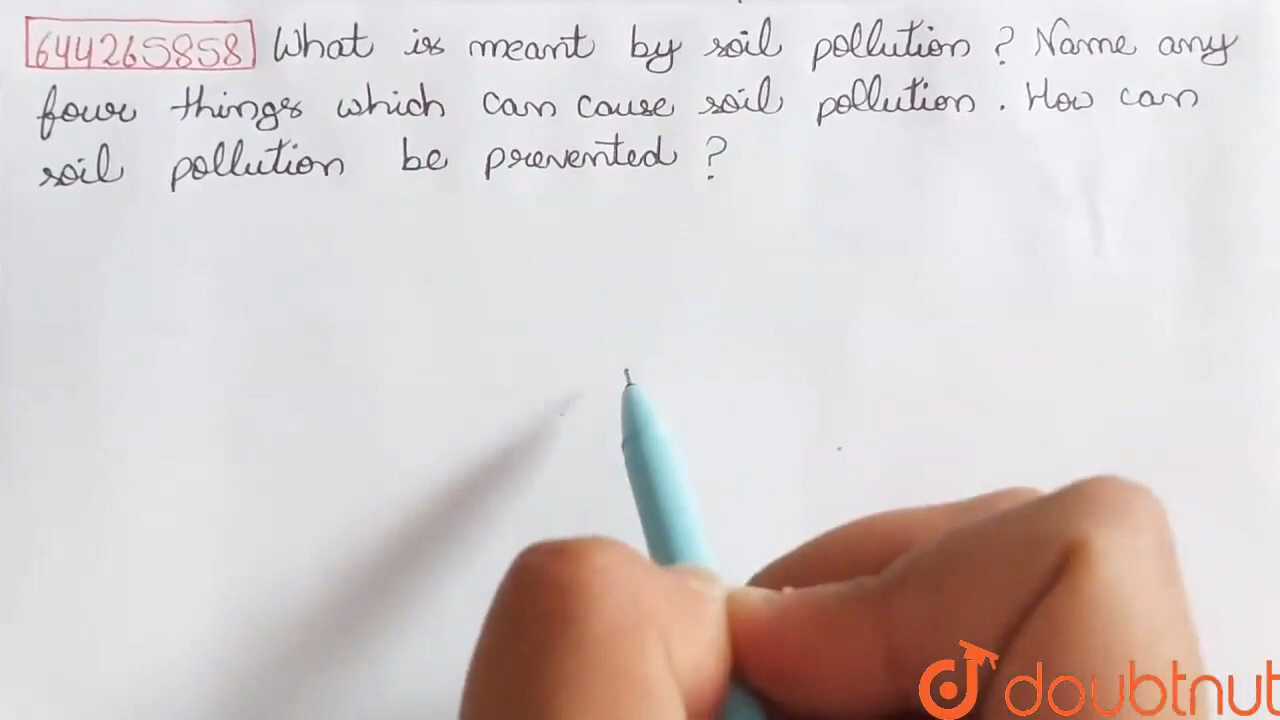 644265858 What is meant by soil pollution ? Name any
four things which can cause soil pollution . How can
soil pollution be prevented ?
doubtnut